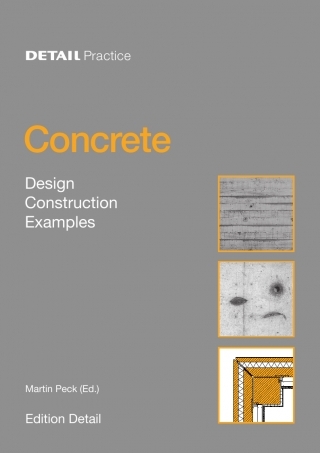 DETAIL Practice
Concrete
Design
Construction
Examples
Martin Peck (Ed.)
Edition Detail